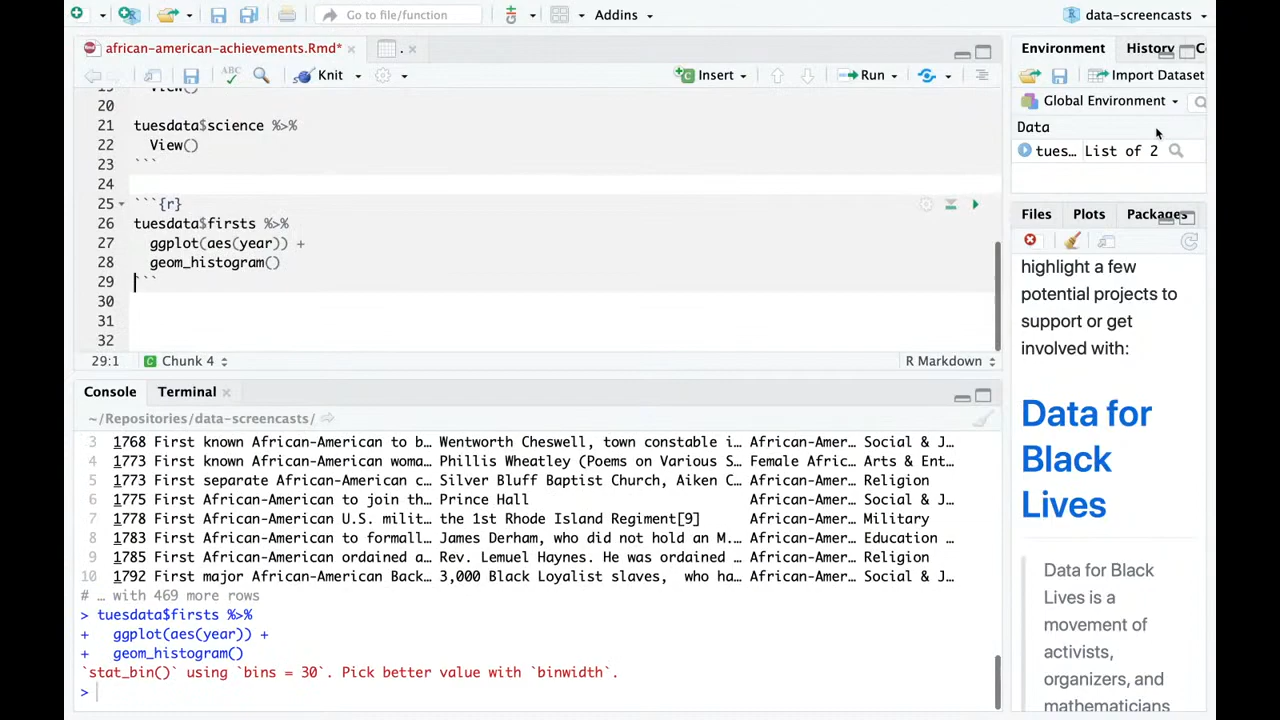 Go to file/function
Addins
data-screencasts
african-american-achievements.Rmd*
.
Environment
History
ABC
Knit
Insert
Run
Import Dataset
Global Environment
Data
tues… List of 2
View()
20
21 tuesdata$science %>%
22 View()
23 ```
24
25 ```{r}
26 tuesdata$firsts %>%
27 ggplot(aes(year)) +
28 geom_histogram()
29 ```
30
31
32
29:1 Chunk 4 R Markdown
Console Terminal
~/Repositories/data-screencasts/
3 1768 First known African-American to b… Wentworth Cheswell, town constable i… African-Amer… Social & J…
4 1773 First known African-American woma… Phillis Wheatley (Poems on Various S… Female Afric… Arts & Ent…
5 1773 First separate African-American c… Silver Bluff Baptist Church, Aiken C… African-Amer… Religion
6 1775 First African-American to join th… Prince Hall African-Amer… Social & J…
7 1778 First African-American U.S. milit… the 1st Rhode Island Regiment[9] African-Amer… Military
8 1783 First African-American to formall… James Derham, who did not hold an M.… African-Amer… Education …
9 1785 First African-American ordained a… Rev. Lemuel Haynes. He was ordained … African-Amer… Religion
10 1792 First major African-American Back… 3,000 Black Loyalist slaves, who ha… African-Amer… Social & J…
# … with 469 more rows
> tuesdata$firsts %>%
+ ggplot(aes(year)) +
+ geom_histogram()
`stat_bin()` using `bins = 30`. Pick better value with `binwidth`.
>
Files Plots Packages
highlight a few
potential projects to
support or get
involved with:
Data for
Black
Lives
Data for Black
Lives is a
movement of
activists,
organizers, and
mathematicians